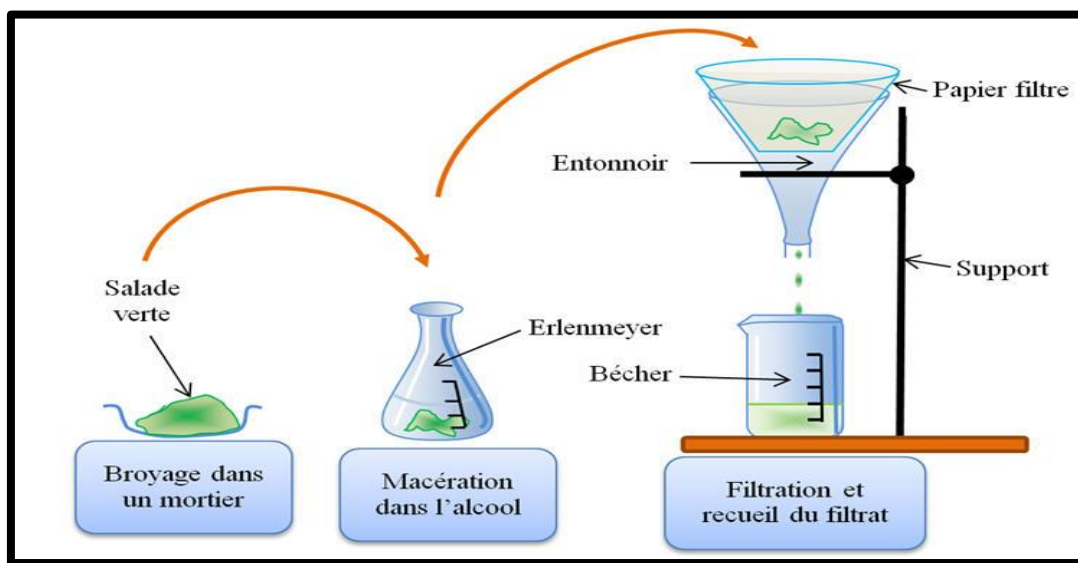 Salade
verte
Broyage dans
un mortier
Erlenmeyer
Macération
dans l'alcool
Papier filtre
Entonnoir
Support
Bécher
Filtration et
recueil du filtrat